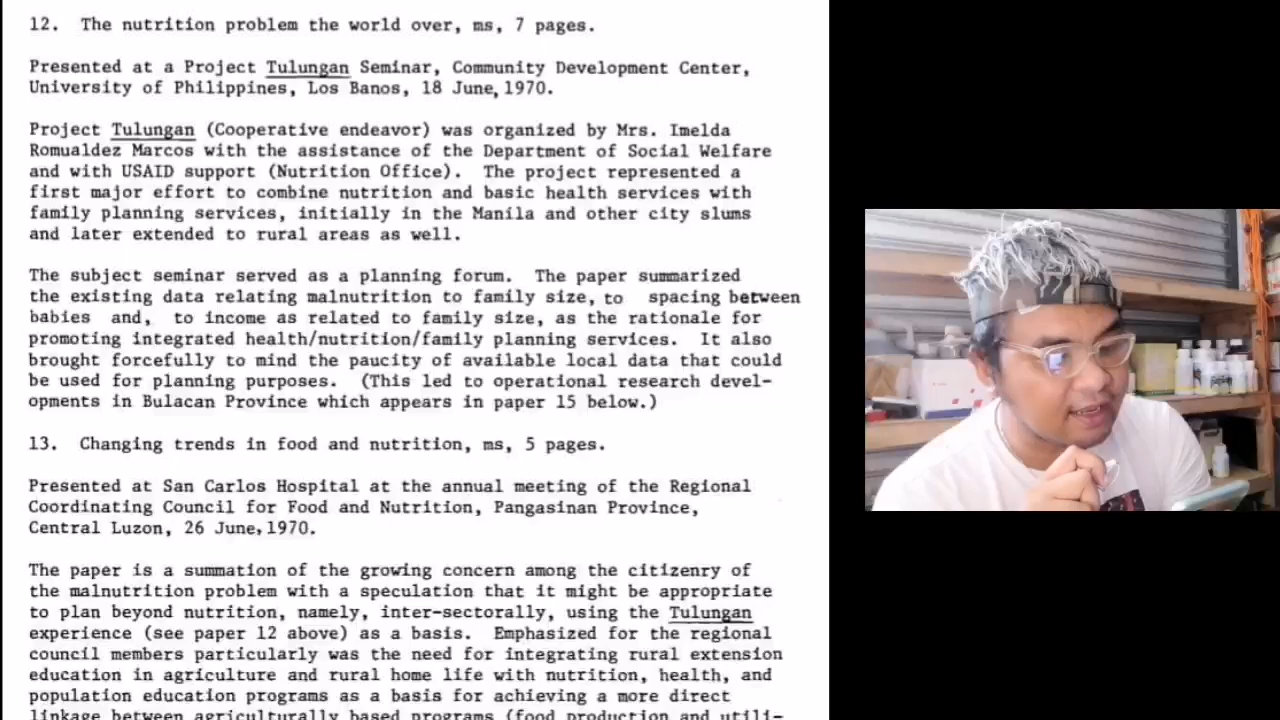 12. The nutrition problem the world over, ms, 7 pages.
Presented at a Project Tulungan Seminar, Community Development Center,
University of Philippines, Los Banos, 18 June, 1970.
Project Tulungan (Cooperative endeavor) was organized by Mrs. Imelda
Romualdez Marcos with the assistance of the Department of Social Welfare
and with USAID support (Nutrition Office). The project represented a
first major effort to combine nutrition and basic health services with
family planning services, initially in the Manila and other city slums
and later extended to rural areas as well.
The subject seminar served as a planning forum. The paper summarized
the existing data relating malnutrition to family size, to spacing between
babies and, to income as related to family size, as the rationale for
promoting integrated health/nutrition/family planning services. It also
brought forcefully to mind the paucity of available local data that could
be used for planning purposes. (This led to operational research devel-
opments in Bulacan Province which appears in paper 15 below.)
13. Changing trends in food and nutrition, ms, 5 pages.
Presented at San Carlos Hospital at the annual meeting of the Regional
Coordinating Council for Food and Nutrition, Pangasinan Province,
Central Luzon, 26 June, 1970.
The paper is a summation of the growing concern among the citizenry of
the malnutrition problem with a speculation that it might be appropriate
to plan beyond nutrition, namely, inter-sectorally, using the Tulungan
experience (see paper 12 above) as a basis. Emphasized for the regional
council members particularly was the need for integrating rural extension
education in agriculture and rural home life with nutrition, health, and
population education programs as a basis for achieving a more direct
linkage between agriculturally based programs (food production and utili-